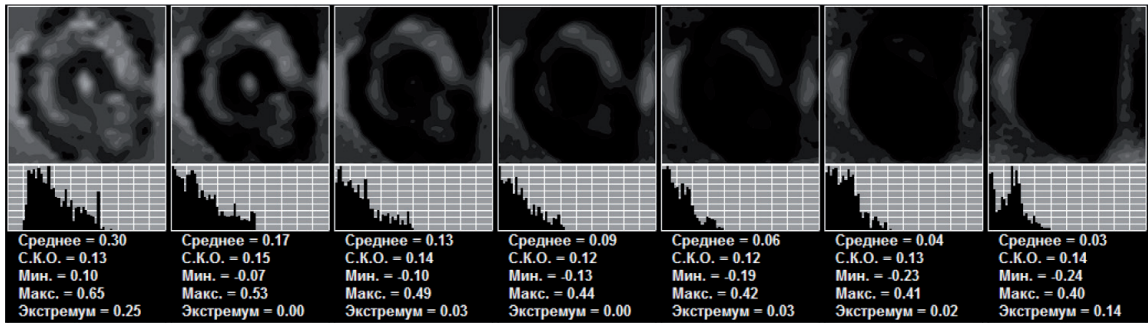 Среднее = 0.30
С.К.О. = 0.13
Мин. = 0.10
Макс. = 0.65
Экстремум = 0.25
Среднее = 0.17
С.К.О. = 0.15
Мин. = -0.07
Макс. = 0.53
Экстремум = 0.00
Среднее = 0.13
С.К.О. = 0.14
Мин. = -0.10
Макс. = 0.49
Экстремум = 0.03
Среднее = 0.09
С.К.О. = 0.12
Мин. = -0.13
Макс. = 0.44
Экстремум = 0.00
Среднее = 0.06
С.К.О. = 0.12
Мин. = -0.19
Макс. = 0.42
Экстремум = 0.03
Среднее = 0.04
С.К.О. = 0.13
Мин. = -0.23
Макс. = 0.41
Экстремум = 0.02
Среднее = 0.03
С.К.О. = 0.14
Мин. = -0.24
Макс. = 0.40
Экстремум = 0.14